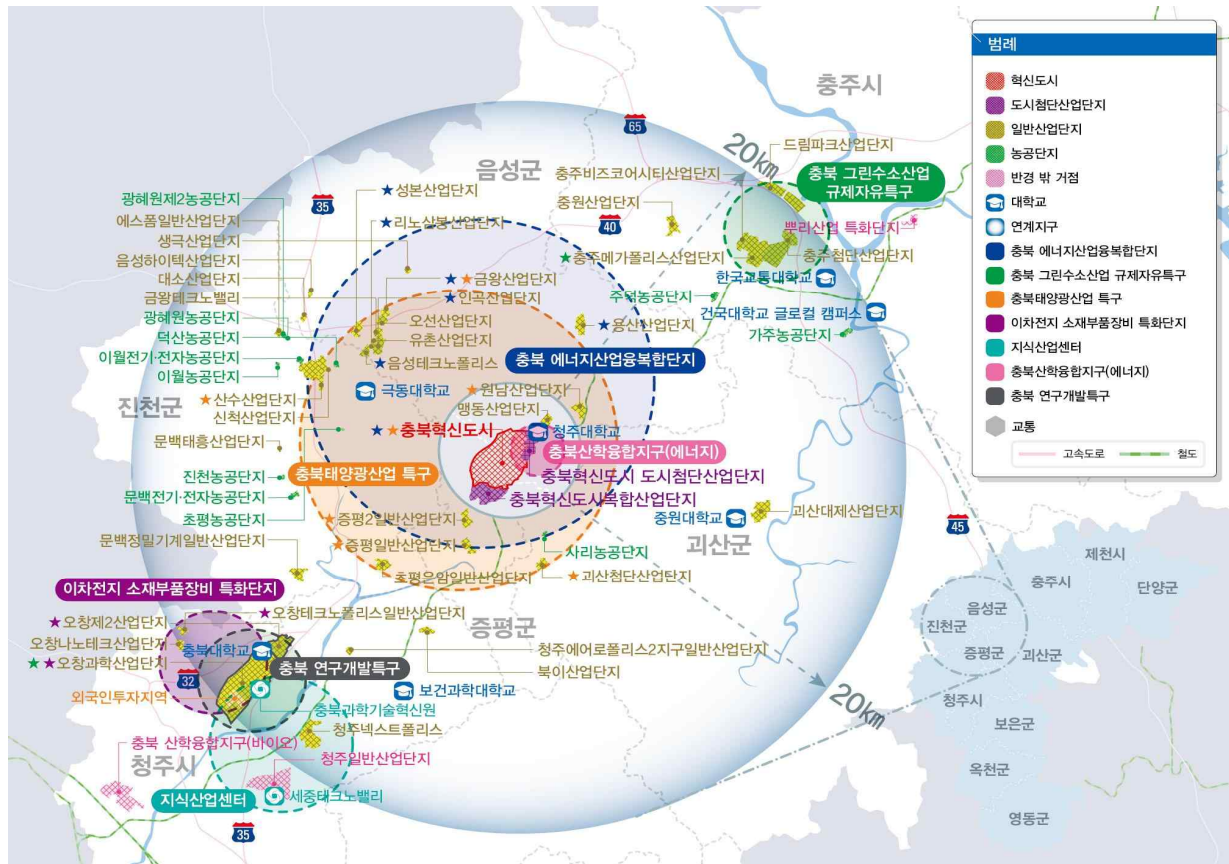 범례
혁신도시
도시첨단산업단지
일반산업단지
농공단지
반경 밖 거점
대학교
연계지구
충북 에너지산업융복합단지
충북 그린수소산업 규제자유특구
충북태양광산업 특구
이차전지 소재부품장비 특화단지
지식산업센터
충북산학융합지구(에너지)
충북 연구개발특구
교통
고속도로
철도
충주시
65
20km
드림파크산업단지
음성군
충주비즈코어시티산업단지
충북 그린수소산업
규제자유특구
광혜원제2농공단지
★성본산업단지
35
중원산업단지
에스폼일반산업단지
★리노삼봉산업단지
40
뿌리산업 특화단지
생극산업단지
음성하이텍산업단지
★충주메가폴리스산업단지
충주첨단산업단지
대소산업단지
★★금왕산업단지
한국교통대학교
금왕테크노밸리
★인곡산업단지
주덕농공단지
광혜원농공단지
오선산업단지
건국대학교 글로컬 캠퍼스
덕산농공단지
유촌산업단지
★용산산업단지
가주농공단지
이월전기·전자농공단지
★음성테크노폴리스
충북 에너지산업융복합단지
이월농공단지
극동대학교
★원남산업단지
진천군
★산수산업단지
신척산업단지
맹동산업단지
★★충북혁신도시
청주대학교
문백태흥산업단지
충북산학융합지구(에너지)
충북태양광산업 특구
진천농공단지
충북혁신도시 도시첨단산업단지
문백전기·전자농공단지
충북혁신도시복합산업단지
초평농공단지
★증평2일반산업단지
중원대학교
괴산대제산업단지
45
문백정밀기계일반산업단지
★증평일반산업단지
사리농공단지
괴산군
초평은암일반산업단지
★괴산첨단산업탄지
이차전지 소재부품장비 특화단지
★오창테크노폴리스일반산업단지
★오창제2산업단지
증평군
오창나노테크산업단지
충북대학교
청주에어로폴리스2지구일반산업단지
★★오창과학산업단지
충북 연구개발특구
북이산업단지
32
외국인투자지역
보건과학대학교
20km
충북과학기술혁신원
청주넥스트폴리스
충북 산학융합지구(바이오)
청주일반산업단지
청주시
지식산업센터
세중테크노밸리
35
제천시
충주시
단양군
음성군
진천군
증평군
괴산군
청주시
보은군
옥천군
영동군